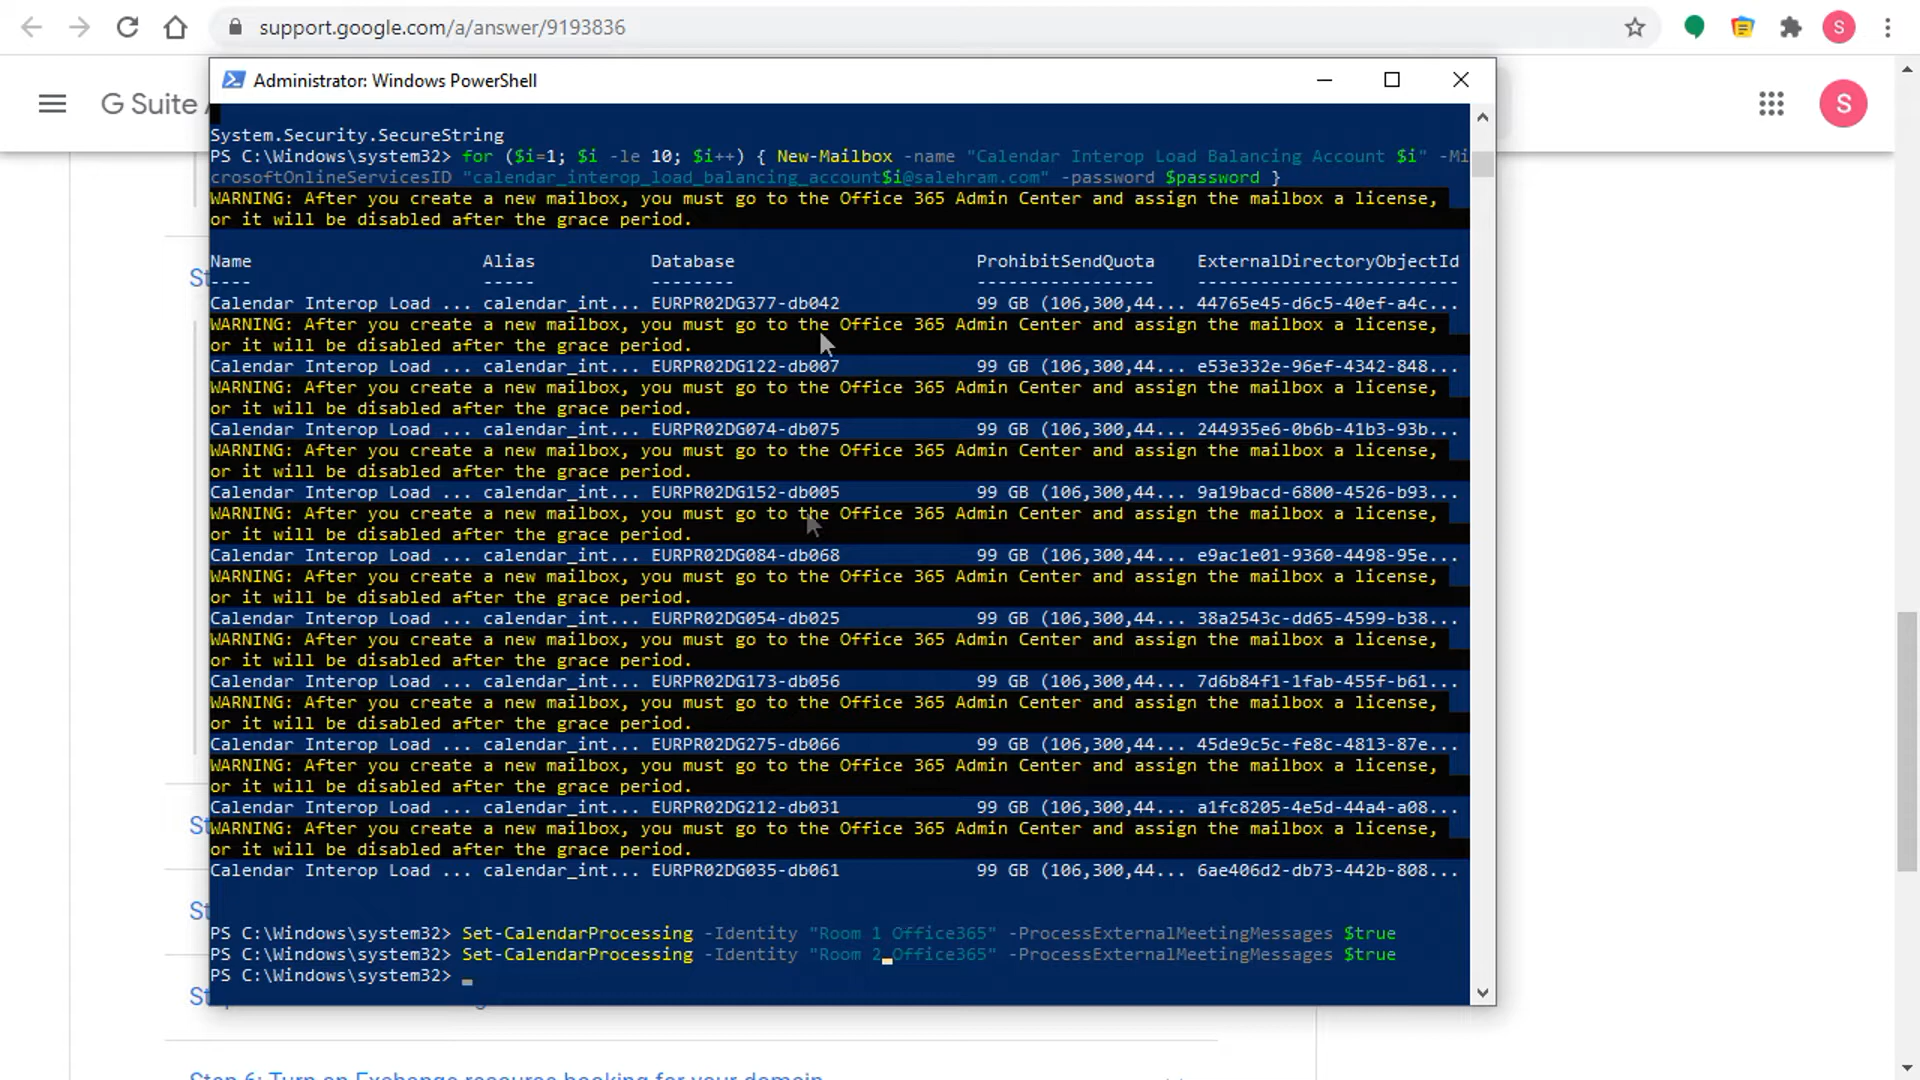 support.google.com/a/answer/9193836
S
Administrator: Windows PowerShell
G Suite
S
System.Security.SecureString
PS C:\Windows\system32> for ($i=1; $i -le 10; $i++) { New-Mailbox -name "Calendar Interop Load Balancing Account $i" -Mi
crosoftOnlineServicesID "calendar_interop_load_balancing_account$i@salehram.com" -password $password }
WARNING: After you create a new mailbox, you must go to the Office 365 Admin Center and assign the mailbox a license,
or it will be disabled after the grace period.
Name Alias Database ProhibitSendQuota ExternalDirectoryObjectId
---- ----- -------- ----------------- -------------------------
Calendar Interop Load ... calendar_int... EURPR02DG377-db042 99 GB (106,300,44... 44765e45-d6c5-40ef-a4c...
WARNING: After you create a new mailbox, you must go to the Office 365 Admin Center and assign the mailbox a license,
or it will be disabled after the grace period.
Calendar Interop Load ... calendar_int... EURPR02DG122-db007 99 GB (106,300,44... e53e332e-96ef-4342-848...
WARNING: After you create a new mailbox, you must go to the Office 365 Admin Center and assign the mailbox a license,
or it will be disabled after the grace period.
Calendar Interop Load ... calendar_int... EURPR02DG074-db075 99 GB (106,300,44... 244935e6-0b6b-41b3-93b...
WARNING: After you create a new mailbox, you must go to the Office 365 Admin Center and assign the mailbox a license,
or it will be disabled after the grace period.
Calendar Interop Load ... calendar_int... EURPR02DG152-db005 99 GB (106,300,44... 9a19bacd-6800-4526-b93...
WARNING: After you create a new mailbox, you must go to the Office 365 Admin Center and assign the mailbox a license,
or it will be disabled after the grace period.
Calendar Interop Load ... calendar_int... EURPR02DG084-db068 99 GB (106,300,44... e9ac1e01-9360-4498-95e...
WARNING: After you create a new mailbox, you must go to the Office 365 Admin Center and assign the mailbox a license,
or it will be disabled after the grace period.
Calendar Interop Load ... calendar_int... EURPR02DG054-db025 99 GB (106,300,44... 38a2543c-dd65-4599-b38...
WARNING: After you create a new mailbox, you must go to the Office 365 Admin Center and assign the mailbox a license,
or it will be disabled after the grace period.
Calendar Interop Load ... calendar_int... EURPR02DG173-db056 99 GB (106,300,44... 7d6b84f1-1fab-455f-b61...
WARNING: After you create a new mailbox, you must go to the Office 365 Admin Center and assign the mailbox a license,
or it will be disabled after the grace period.
Calendar Interop Load ... calendar_int... EURPR02DG275-db066 99 GB (106,300,44... 45de9c5c-fe8c-4813-87e...
WARNING: After you create a new mailbox, you must go to the Office 365 Admin Center and assign the mailbox a license,
or it will be disabled after the grace period.
Calendar Interop Load ... calendar_int... EURPR02DG212-db031 99 GB (106,300,44... a1fc8205-4e5d-44a4-a08...
WARNING: After you create a new mailbox, you must go to the Office 365 Admin Center and assign the mailbox a license,
or it will be disabled after the grace period.
Calendar Interop Load ... calendar_int... EURPR02DG035-db061 99 GB (106,300,44... 6ae406d2-db73-442b-808...
PS C:\Windows\system32> Set-CalendarProcessing -Identity "Room 1 Office365" -ProcessExternalMeetingMessages $true
PS C:\Windows\system32> Set-CalendarProcessing -Identity "Room 2 Office365" -ProcessExternalMeetingMessages $true
PS C:\Windows\system32>
Step 6: Turn on Exchange resource booking for your domain